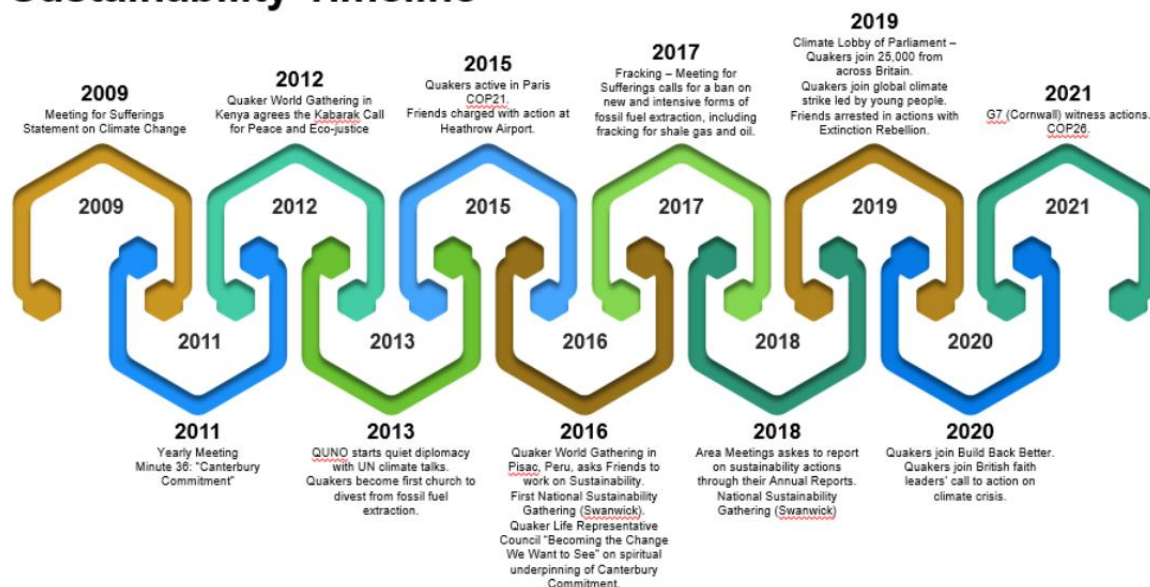 Sustainability Timeline
2009
Meeting for Sufferings
Statement on Climate Change
2012
Quaker World Gathering in
Kenya agrees the Kabarak Call
for Peace and Eco-justice
2015
Quakers active in Paris
COP21.
Friends charged with action at
Heathrow Airport.
2017
Fracking – Meeting for
Sufferings calls for a ban on
new and intensive forms of
fossil fuel extraction, including
fracking for shale gas and oil.
2019
Climate Lobby of Parliament –
Quakers join 25,000 from
across Britain.
Quakers join global climate
strike led by young people.
Friends arrested in actions with
Extinction Rebellion.
2021
G7 (Cornwall) witness actions.
COP26.
2009
2012
2015
2017
2019
2021
2011
2013
2016
2018
2020
2011
Yearly Meeting
Minute 36: “Canterbury
Commitment”
2013
QUNO starts quiet diplomacy
with UN climate talks.
Quakers become first church to
divest from fossil fuel
extraction.
2016
Quaker World Gathering in
Pisac, Peru, asks Friends to
work on Sustainability.
First National Sustainability
Gathering (Swanwick).
Quaker Life Representative
Council “Becoming the Change
We Want to See” on spiritual
underpinning of Canterbury
Commitment.
2018
Area Meetings askes to report
on sustainability actions
through their Annual Reports.
National Sustainability
Gathering (Swanwick)
2020
Quakers join Build Back Better.
Quakers join British faith
leaders’ call to action on
climate crisis.